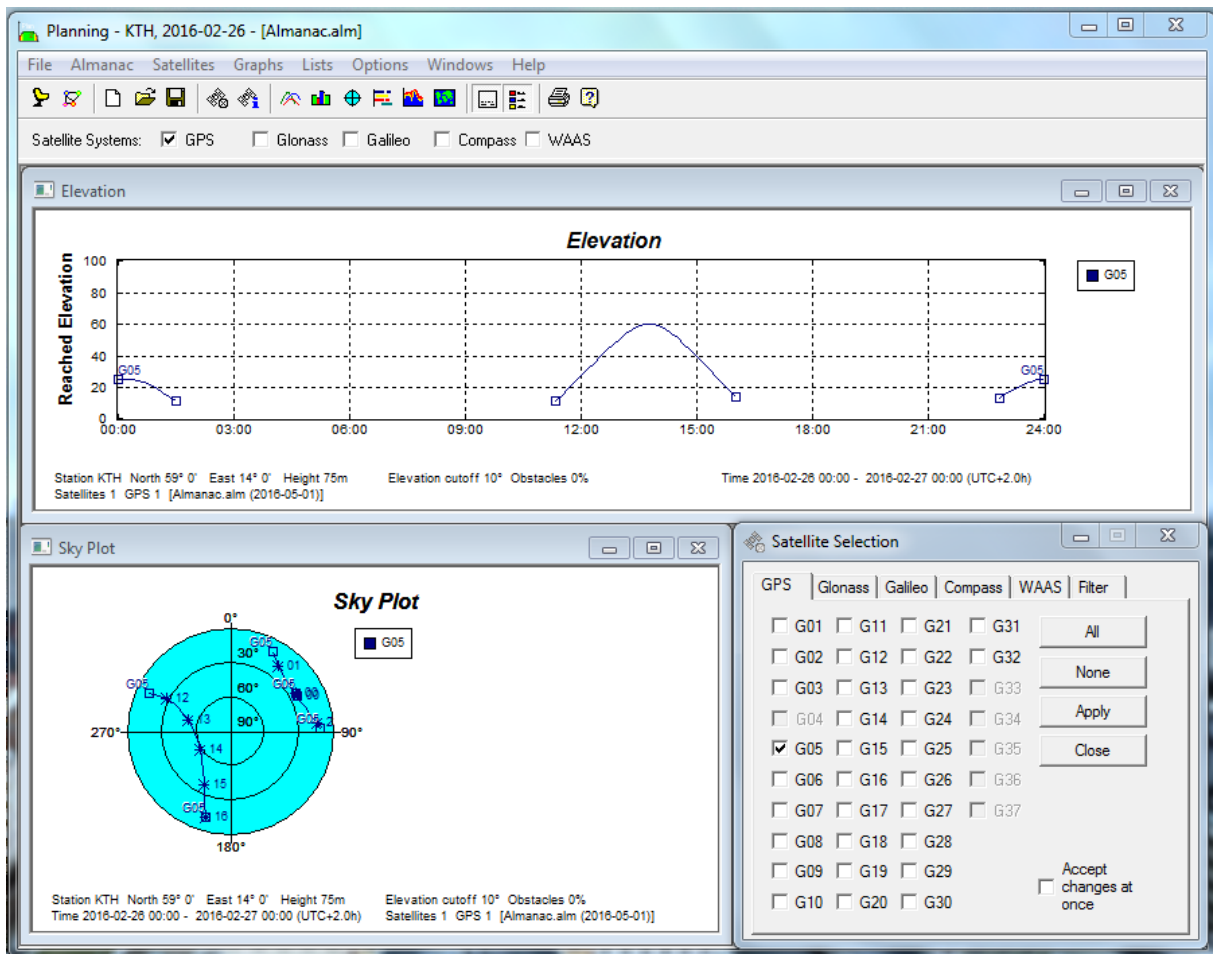 Planning - KTH, 2016-02-26 - [Almanac.alm]
File Almanac Satellites Graphs Lists Options Windows Help
Satellite Systems: GPS Glonass Galileo Compass WAAS
Elevation
Elevation
Reached Elevation
100
80
60
40
20
0
G05
G05
G05
00:00 03:00 06:00 09:00 12:00 15:00 18:00 21:00 24:00
Station KTH North 59° 0' East 14° 0' Height 75m Elevation cutoff 10° Obstacles 0% Time 2016-02-26 00:00 - 2016-02-27 00:00 (UTC+2.0h)
Satellites 1 GPS 1 [Almanac.alm (2016-05-01)]
Sky Plot
Sky Plot
G05
0°
30°
60°
90°
270°
90°
180°
G05
01
G05
00
G05
2
G05
12
13
14
15
G05
16
Station KTH North 59° 0' East 14° 0' Height 75m Elevation cutoff 10° Obstacles 0%
Time 2016-02-26 00:00 - 2016-02-27 00:00 (UTC+2.0h) Satellites 1 GPS 1 [Almanac.alm (2016-05-01)]
Satellite Selection
GPS Glonass Galileo Compass WAAS Filter
G01 G11 G21 G31
G02 G12 G22 G32
G03 G13 G23 G33
G04 G14 G24 G34
G05 G15 G25 G35
G06 G16 G26 G36
G07 G17 G27 G37
G08 G18 G28
G09 G19 G29
G10 G20 G30
All
None
Apply
Close
Accept
changes at
once